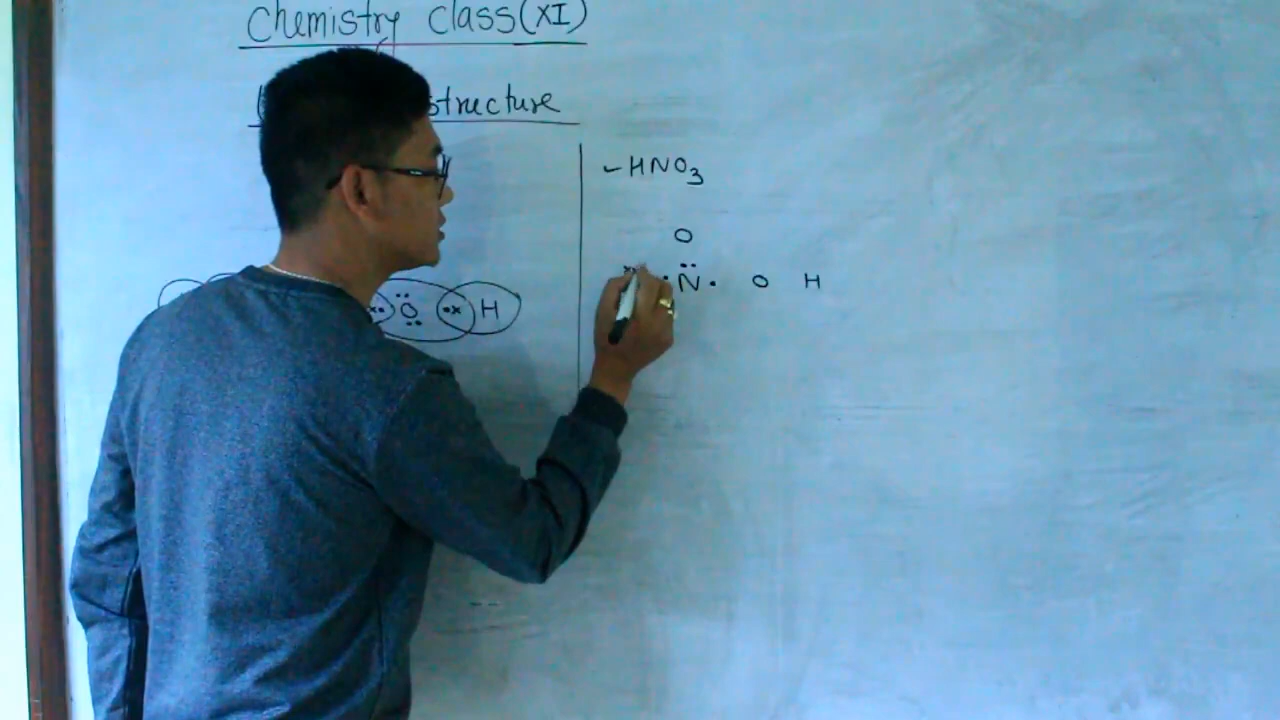 Chemistry class(XI)
structure
HNO3
O
N O H
O H